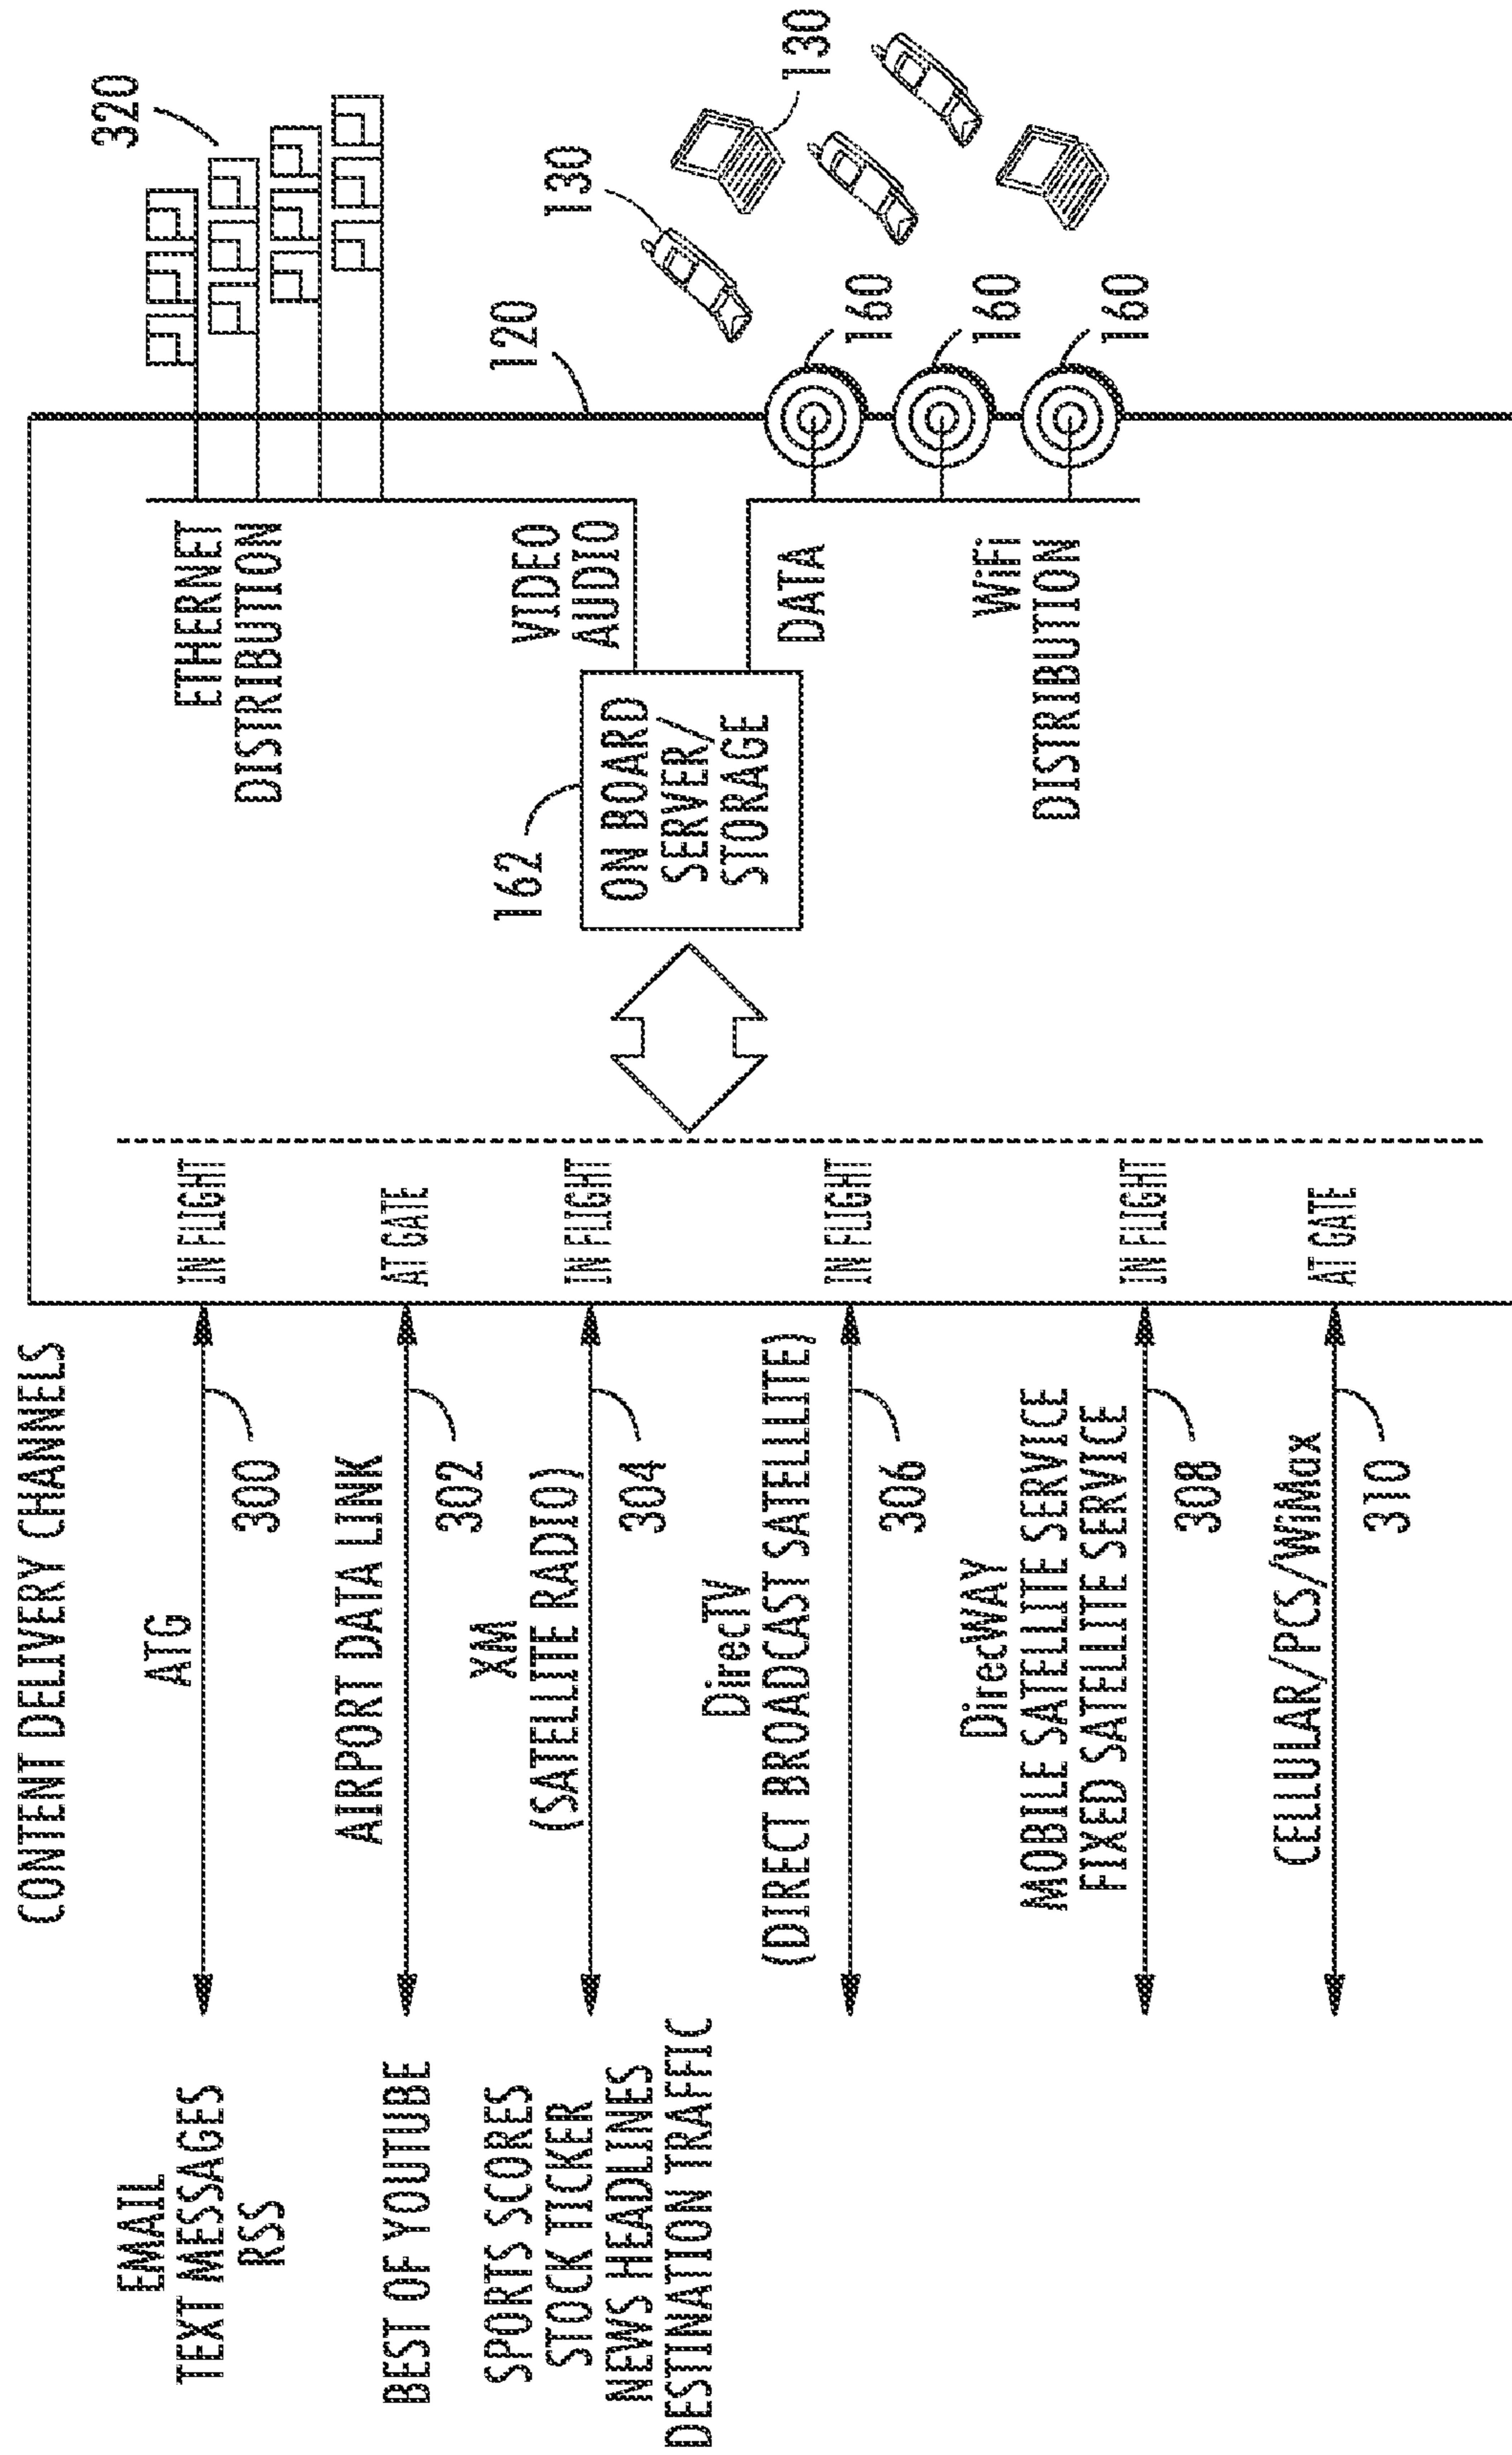 CONTENT DELIVERY CHANNELS
EMAIL
TEXT MESSAGES
RSS
ATG
300
IN FLIGHT
BEST OF YOUTUBE
AIRPORT DATA LINK
302
AT GATE
SPORTS SCORES
STOCK TICKER
NEWS HEADLINES
DESTINATION TRAFFIC
XM
(SATELLITE RADIO)
304
IN FLIGHT
DirecTV
(DIRECT BROADCAST SATELLITE)
306
IN FLIGHT
DirecWAY
MOBILE SATELLITE SERVICE
FIXED SATELLITE SERVICE
308
IN FLIGHT
CELLULAR/PCS/WiMax
310
AT GATE
162
ON BOARD
SERVER/
STORAGE
ETHERNET
DISTRIBUTION
VIDEO
AUDIO
DATA
WiFi
DISTRIBUTION
320
120
130
130
160
160
160